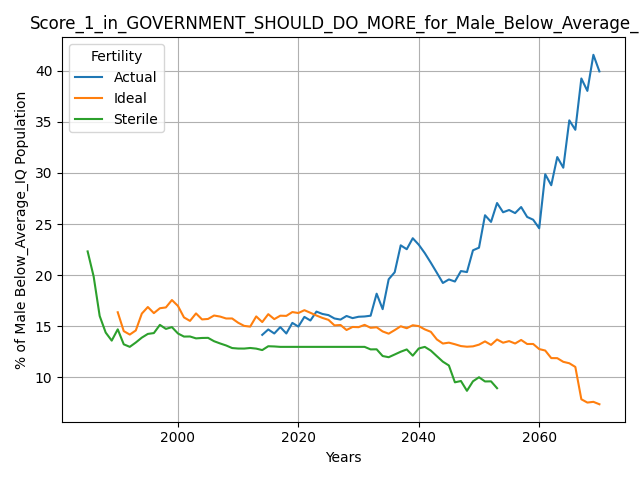 Score_1_in_GOVERNMENT_SHOULD_DO_MORE_for_Male_Below_Average_
Fertility
Actual
Ideal
Sterile
% of Male Below_Average_IQ Population
40
35
30
25
20
15
10
2000 2020 2040 2060
Years